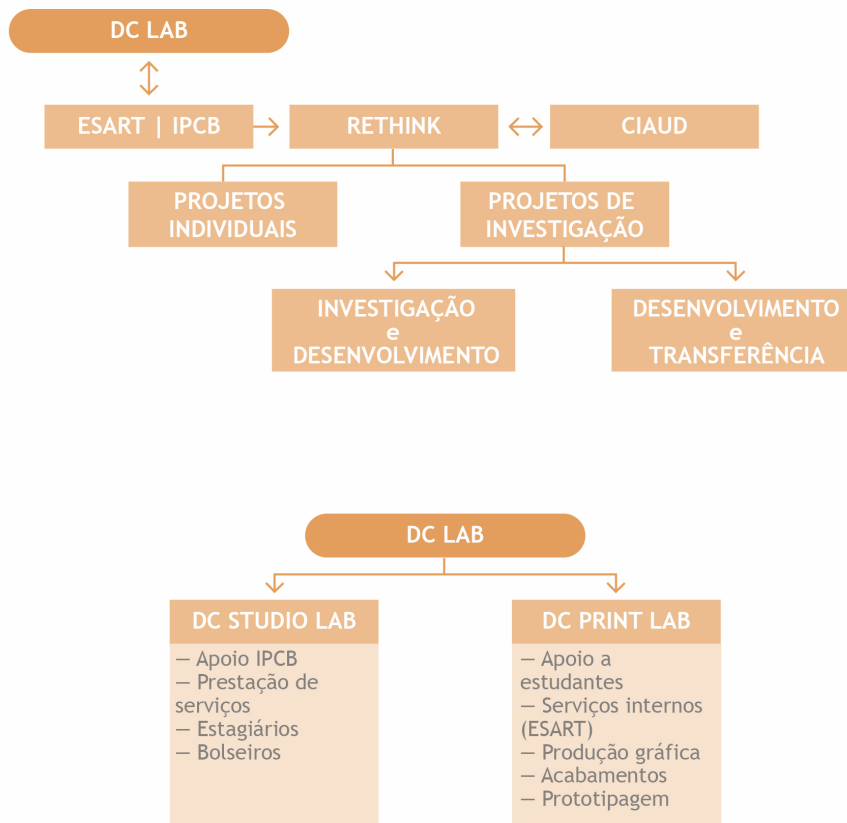 DC LAB
ESART | IPCB
RETHINK
CIAUD
PROJETOS
INDIVIDUAIS
PROJETOS DE
INVESTIGAÇÃO
INVESTIGAÇÃO
e
DESENVOLVIMENTO
DESENVOLVIMENTO
e
TRANSFERÊNCIA
DC LAB
DC STUDIO LAB
— Apoio IPCB
— Prestação de
serviços
— Estagiários
— Bolseiros
DC PRINT LAB
— Apoio a
estudantes
— Serviços internos
(ESART)
— Produção gráfica
— Acabamentos
— Prototipagem